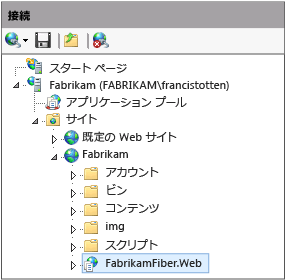 接続
スタート ページ
Fabrikam (FABRIKAM\francistotten)
アプリケーション プール
サイト
既定の Web サイト
Fabrikam
アカウント
ビン
コンテンツ
img
スクリプト
FabrikamFiber.Web